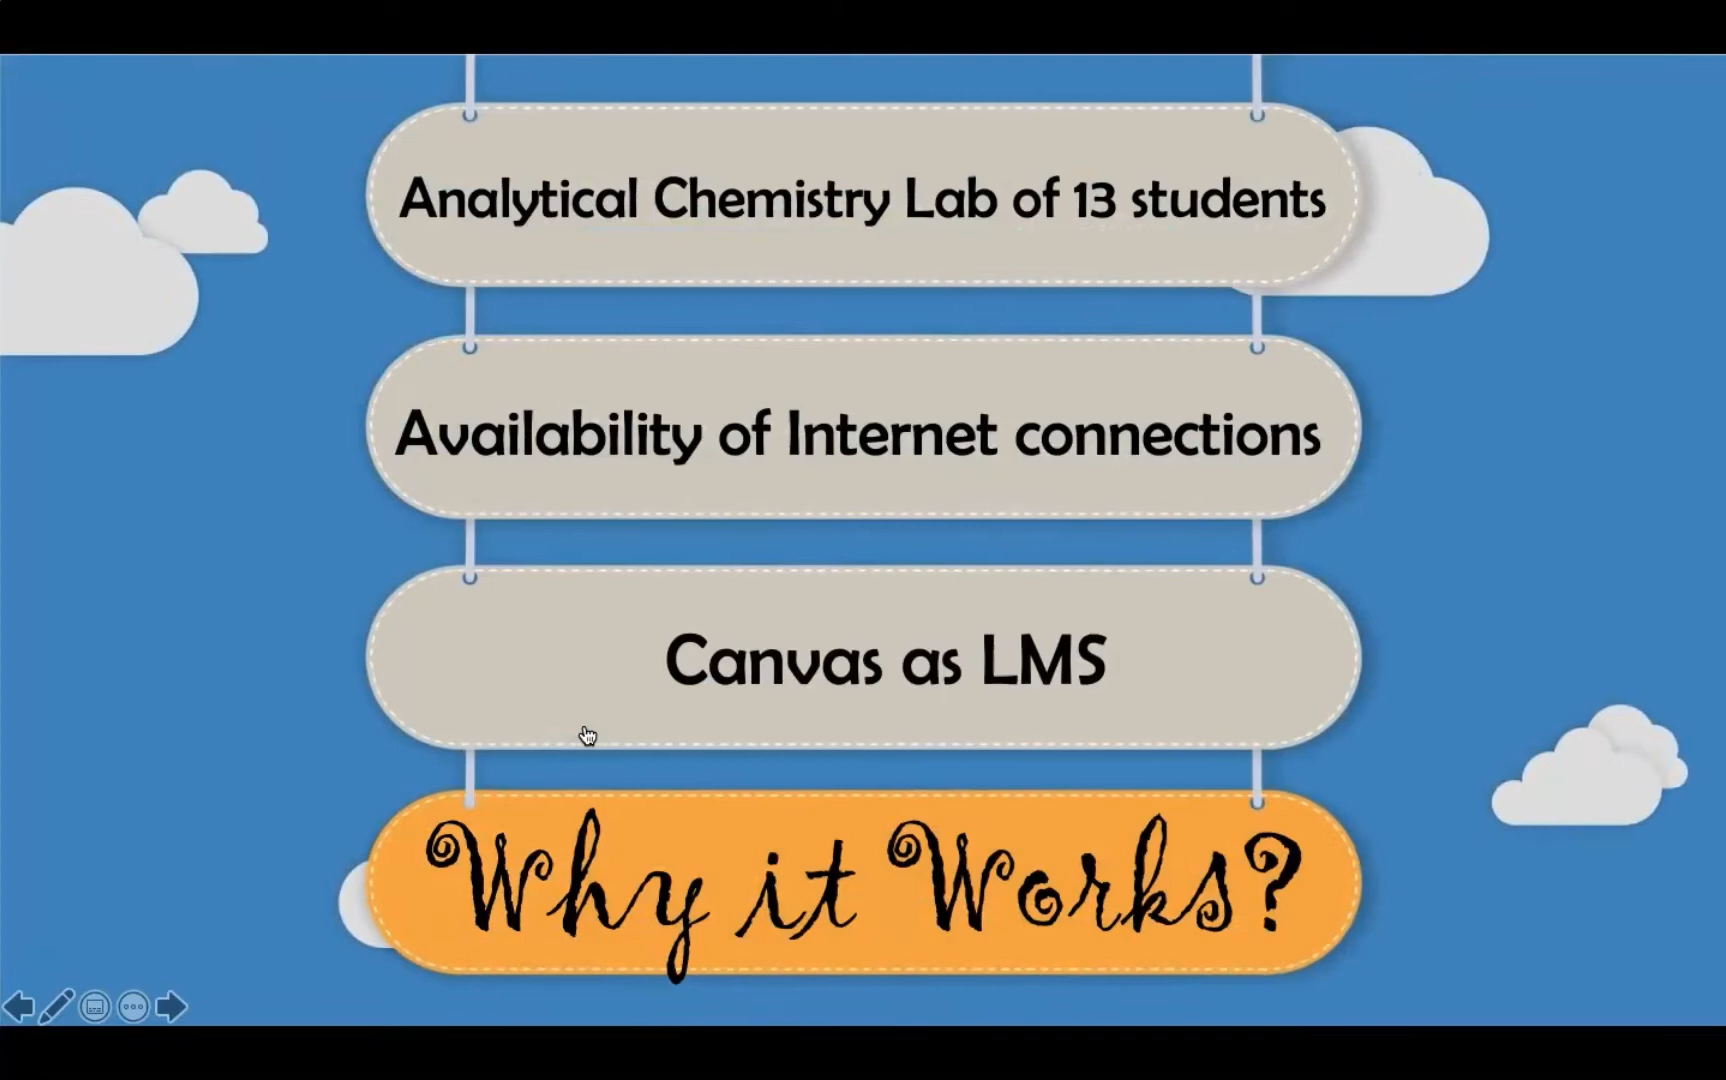 Analytical Chemistry Lab of 13 students
Availability of Internet connections
Canvas as LMS
Why it Works?